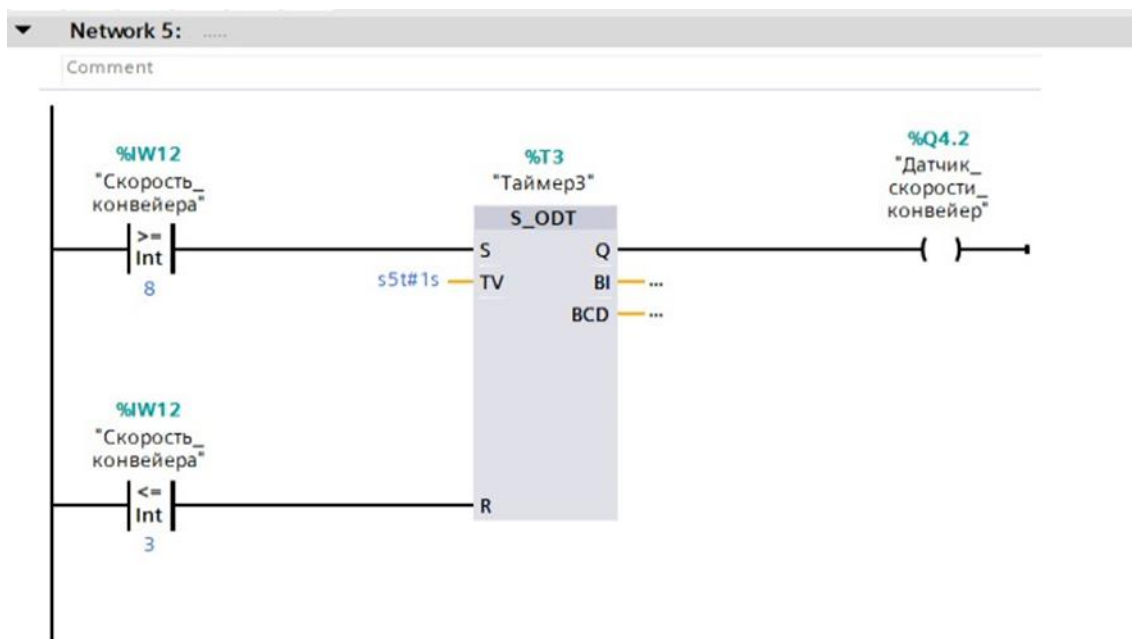 Network 5: .....
Comment
%IW12
"Скорость_
конвейера"
>=
Int
8
%T3
"Таймер3"
S_ODT
S
Q
s5t#1s
TV
BI
...
BCD
...
%Q4.2
"Датчик_
скорости_
конвейер"
%IW12
"Скорость_
конвейера"
<=
Int
3
R